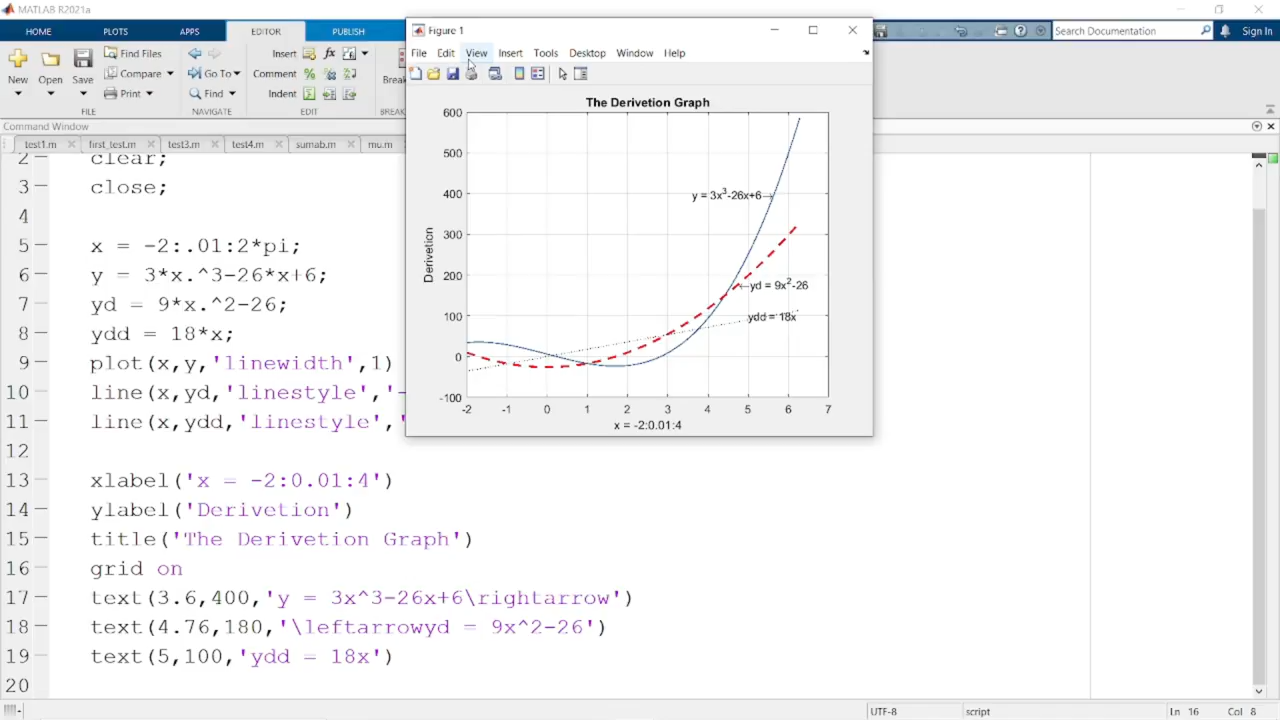 MATLAB R2021a
HOME PLOTS APPS EDITOR PUBLISH
Search Documentation
Sign In
New
Open
Save
Find Files
Compare
Print
Go To
Find
Insert
Comment
Indent
Break
FILE NAVIGATE EDIT BREAK
Command Window
test1.m first_test.m test3.m test4.m sumab.m mu.m
2 clear;
3 close;
4
5 x = -2:.01:2*pi;
6 y = 3*x.^3-26*x+6;
7 yd = 9*x.^2-26;
8 ydd = 18*x;
9 plot(x,y,'linewidth',1)
10 line(x,yd,'linestyle','-
11 line(x,ydd,'linestyle','
12
13 xlabel('x = -2:0.01:4')
14 ylabel('Derivetion')
15 title('The Derivetion Graph')
16 grid on
17 text(3.6,400,'y = 3x^3-26x+6\rightarrow')
18 text(4.76,180,'\leftarrowyd = 9x^2-26')
19 text(5,100,'ydd = 18x')
20
Figure 1
File Edit View Insert Tools Desktop Window Help
The Derivetion Graph
600
500
400
300
200
100
0
-100
Derivetion
y = 3x³-26x+6→
←yd = 9x²-26
ydd = 18x
-2 -1 0 1 2 3 4 5 6 7
x = -2:0.01:4
UTF-8 script Ln 16 Col 8